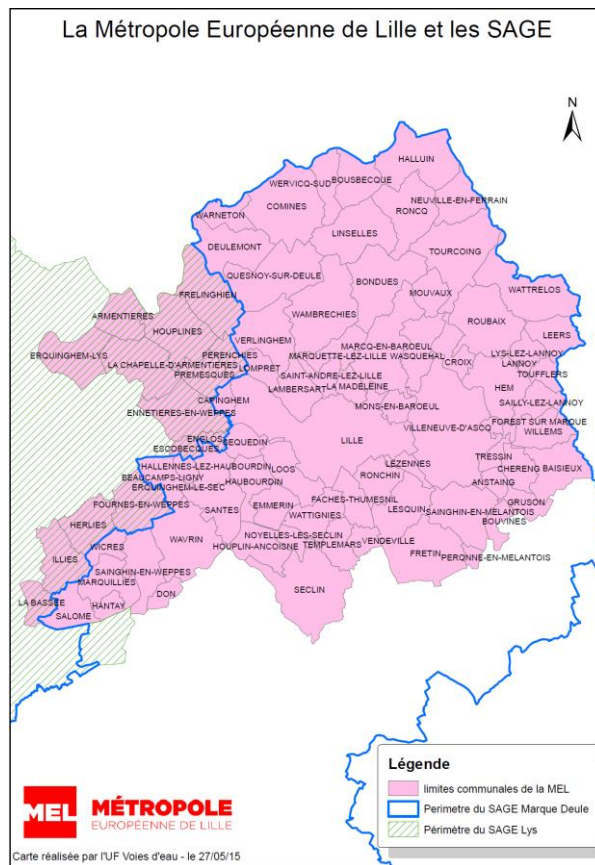 La Métropole Européenne de Lille et les SAGE
N
HALLUIN
BOUSBECQUE
WERVICQ-SUD
NEUVILLE-EN-FERRAIN
COMINES
RONCQ
WARNETON
LINSELLES
DEULEMONT
TOURCOING
QUESNOY-SUR-DEULE
BONDUES
WATTRELOS
FRELINGHIEN
MOUVAUX
WAMBRECHIES
ARMENTIERES
ROUBAIX
HOUPLINES
LEERS
VERLINGHEM
MARCQ-EN-BAROEUL
ERQUINGHEM-LYS
PERENCHIES
MARQUETTE-LEZ-LILLE
WASQUEHAL
LYS-LEZ-LANNOY
LA CHAPELLE-D'ARMENTIERES
LOMPRET
CROIX
LANNOY
PREMESQUES
SAINT-ANDRE-LEZ-LILLE
TOUFFLERS
LAMBERSART
LA MADELEINE
HEM
CAPINGHEM
SAILLY-LEZ-LANNOY
MONS-EN-BAROEUL
ENNETIERES-EN-WEPPES
FOREST SUR MARQUE
VILLENEUVE-D'ASCQ
WILLEMS
ENGLOS
SEQUEDIN
LILLE
ESCOBECQUES
TRESSIN
HALLENNES-LEZ-HAUBOURDIN
LOOS
LEZENNES
CHERENG
BAISIEUX
BEAUCAMPS-LIGNY
RONCHIN
ERQUINGHEM-LE-SEC
HAUBOURDIN
ANSTAING
FOURNES-EN-WEPPES
FACHES-THUMESNIL
GRUSON
SANTES
EMMERIN
LESQUIN
SAINGHIN-EN-MELANTOIS
WATTIGNIES
BOUVINES
HERLIES
NOYELLES-LES-SECLIN
WAVRIN
VENDEVILLE
WICRES
HOUPLIN-ANCOISNE
TEMPLEMARS
ILLIES
FRETIN
PERONNE-EN-MELANTOIS
SAINGHIN-EN-WEPPES
MARQUILLIES
SECLIN
DON
LA BASSEE
HANTAY
SALOME
Légende
limites communales de la MEL
Perimetre du SAGE Marque Deule
Périmètre du SAGE Lys
MEL
MÉTROPOLE
EUROPÉENNE DE LILLE
Carte réalisée par l'UF Voies d'eau - le 27/05/15